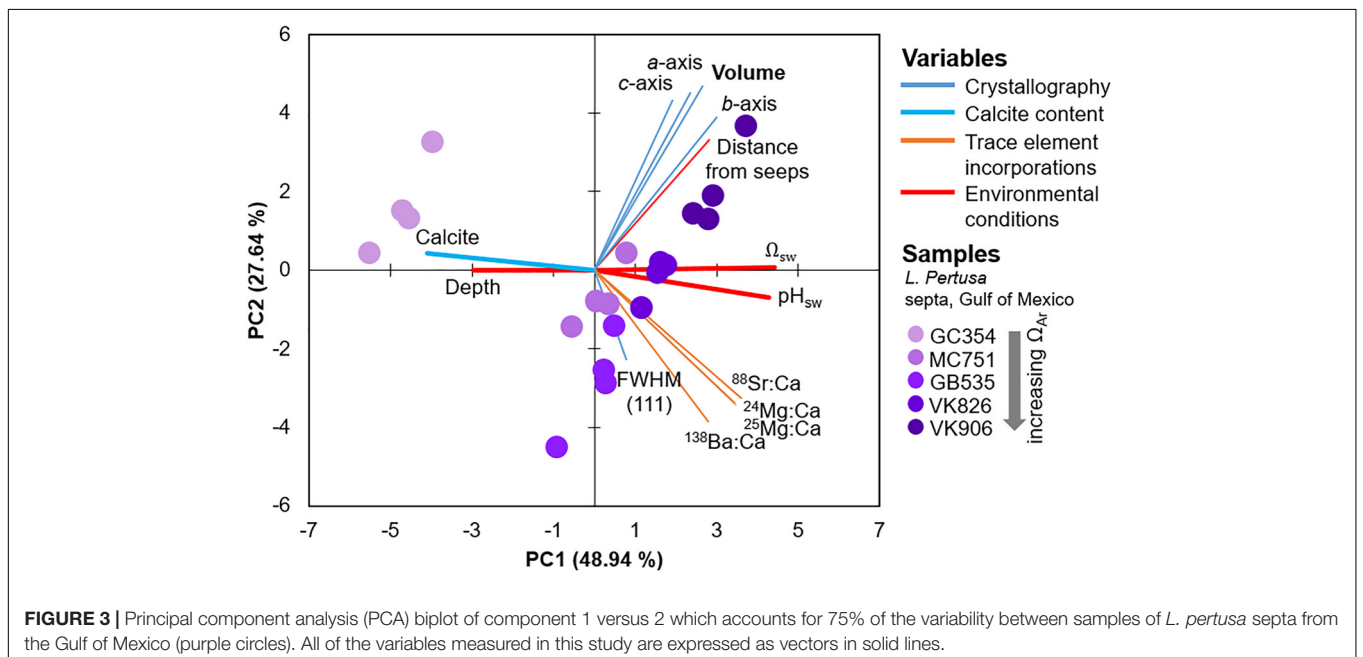 6
4
2
0
-2
-4
-6
-7
-5
-3
-1
1
3
5
7
PC2 (27.64 %)
PC1 (48.94 %)
a-axis
c-axis
Volume
b-axis
Distance
from seeps
Calcite
Depth
Ωsw
pHsw
FWHM
(111)
⁸⁸Sr:Ca
²⁴Mg:Ca
²⁵Mg:Ca
¹³⁸Ba:Ca
Variables
Crystallography
Calcite content
Trace element
incorporations
Environmental
conditions
Samples
L. Pertusa
septa, Gulf of Mexico
GC354
MC751
GB535
VK826
VK906
increasing ΩAr
FIGURE 3 | Principal component analysis (PCA) biplot of component 1 versus 2 which accounts for 75% of the variability between samples of L. pertusa septa from
the Gulf of Mexico (purple circles). All of the variables measured in this study are expressed as vectors in solid lines.